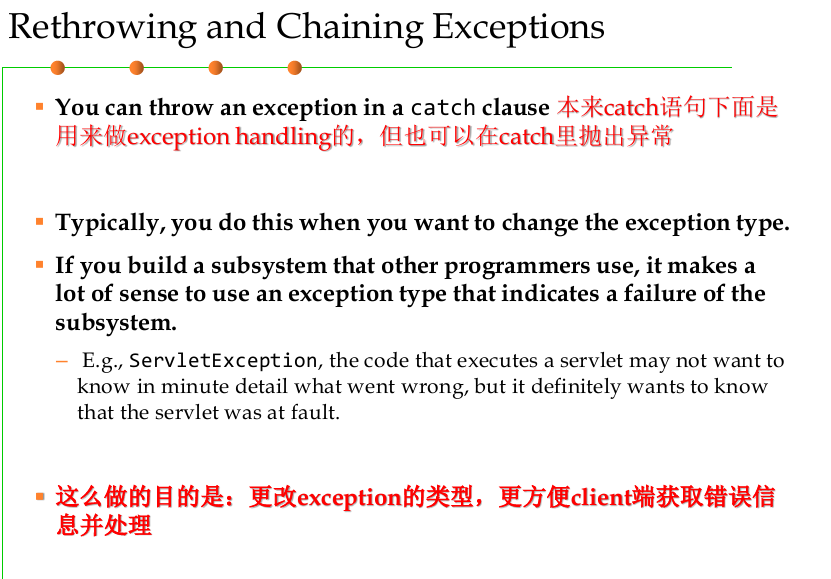 Rethrowing and Chaining Exceptions
You can throw an exception in a catch clause 本来catch语句下面是
用来做exception handling的，但也可以在catch里抛出异常
Typically, you do this when you want to change the exception type.
If you build a subsystem that other programmers use, it makes a
lot of sense to use an exception type that indicates a failure of the
subsystem.
– E.g., ServletException, the code that executes a servlet may not want to
know in minute detail what went wrong, but it definitely wants to know
that the servlet was at fault.
这么做的目的是：更改exception的类型，更方便client端获取错误信
息并处理